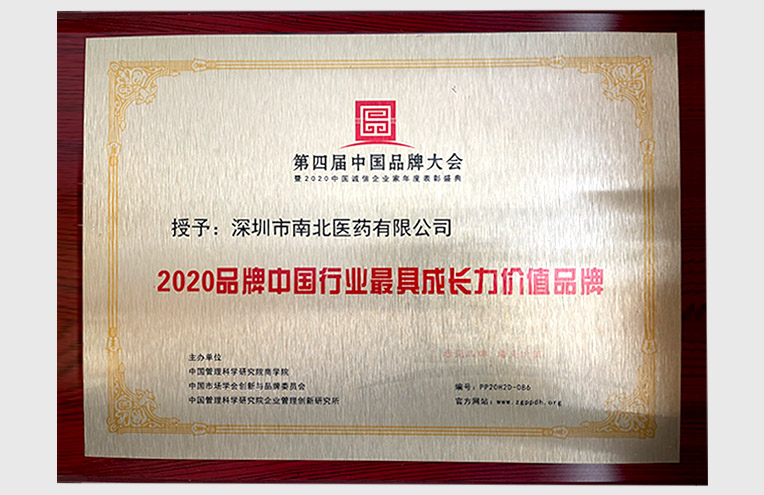 第四届中国品牌大会
暨2020中国诚信企业家年度表彰盛典
授予：深圳市南北医药有限公司
2020品牌中国行业最具成长力价值品牌
主办单位
中国管理科学研究院商学院
中国市场学会创新与品牌委员会
中国管理科学研究院企业管理创新研究所
编号：PP20H2D-086
官方网站：www.zgppdh.org